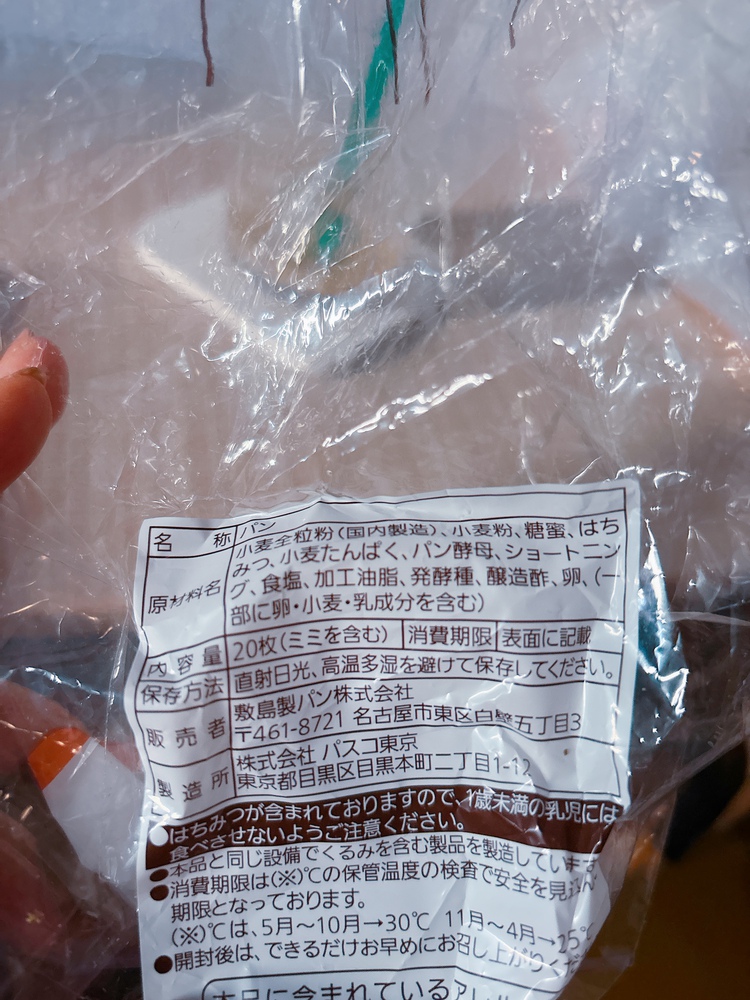 名称 パン
原材料名 小麦全粒粉(国内製造)、小麦粉、糖蜜、はち
みつ、小麦たんぱく、パン酵母、ショートニン
グ、食塩、加工油脂、発酵種、醸造酢、卵、(一
部に卵・小麦・乳成分を含む)
内容量 20枚(ミミを含む) 消費期限 表面に記載
保存方法 直射日光、高温多湿を避けて保存してください。
販売者 敷島製パン株式会社
〒461-8721 名古屋市東区白壁五丁目3
製造所 株式会社 パスコ東京
東京都目黒区目黒本町二丁目1-12
●はちみつが含まれておりますので、1歳未満の乳児には
食べさせないようご注意ください。
●本品と同じ設備でくるみを含む製品を製造しています。
●消費期限は(※)℃の保管温度の検査で安全を見込んだ
期限となっております。
(※)℃は、5月〜10月→30℃ 11月〜4月→25℃
●開封後は、できるだけお早めにお召し上がりくだ
本品に含まれているアレル